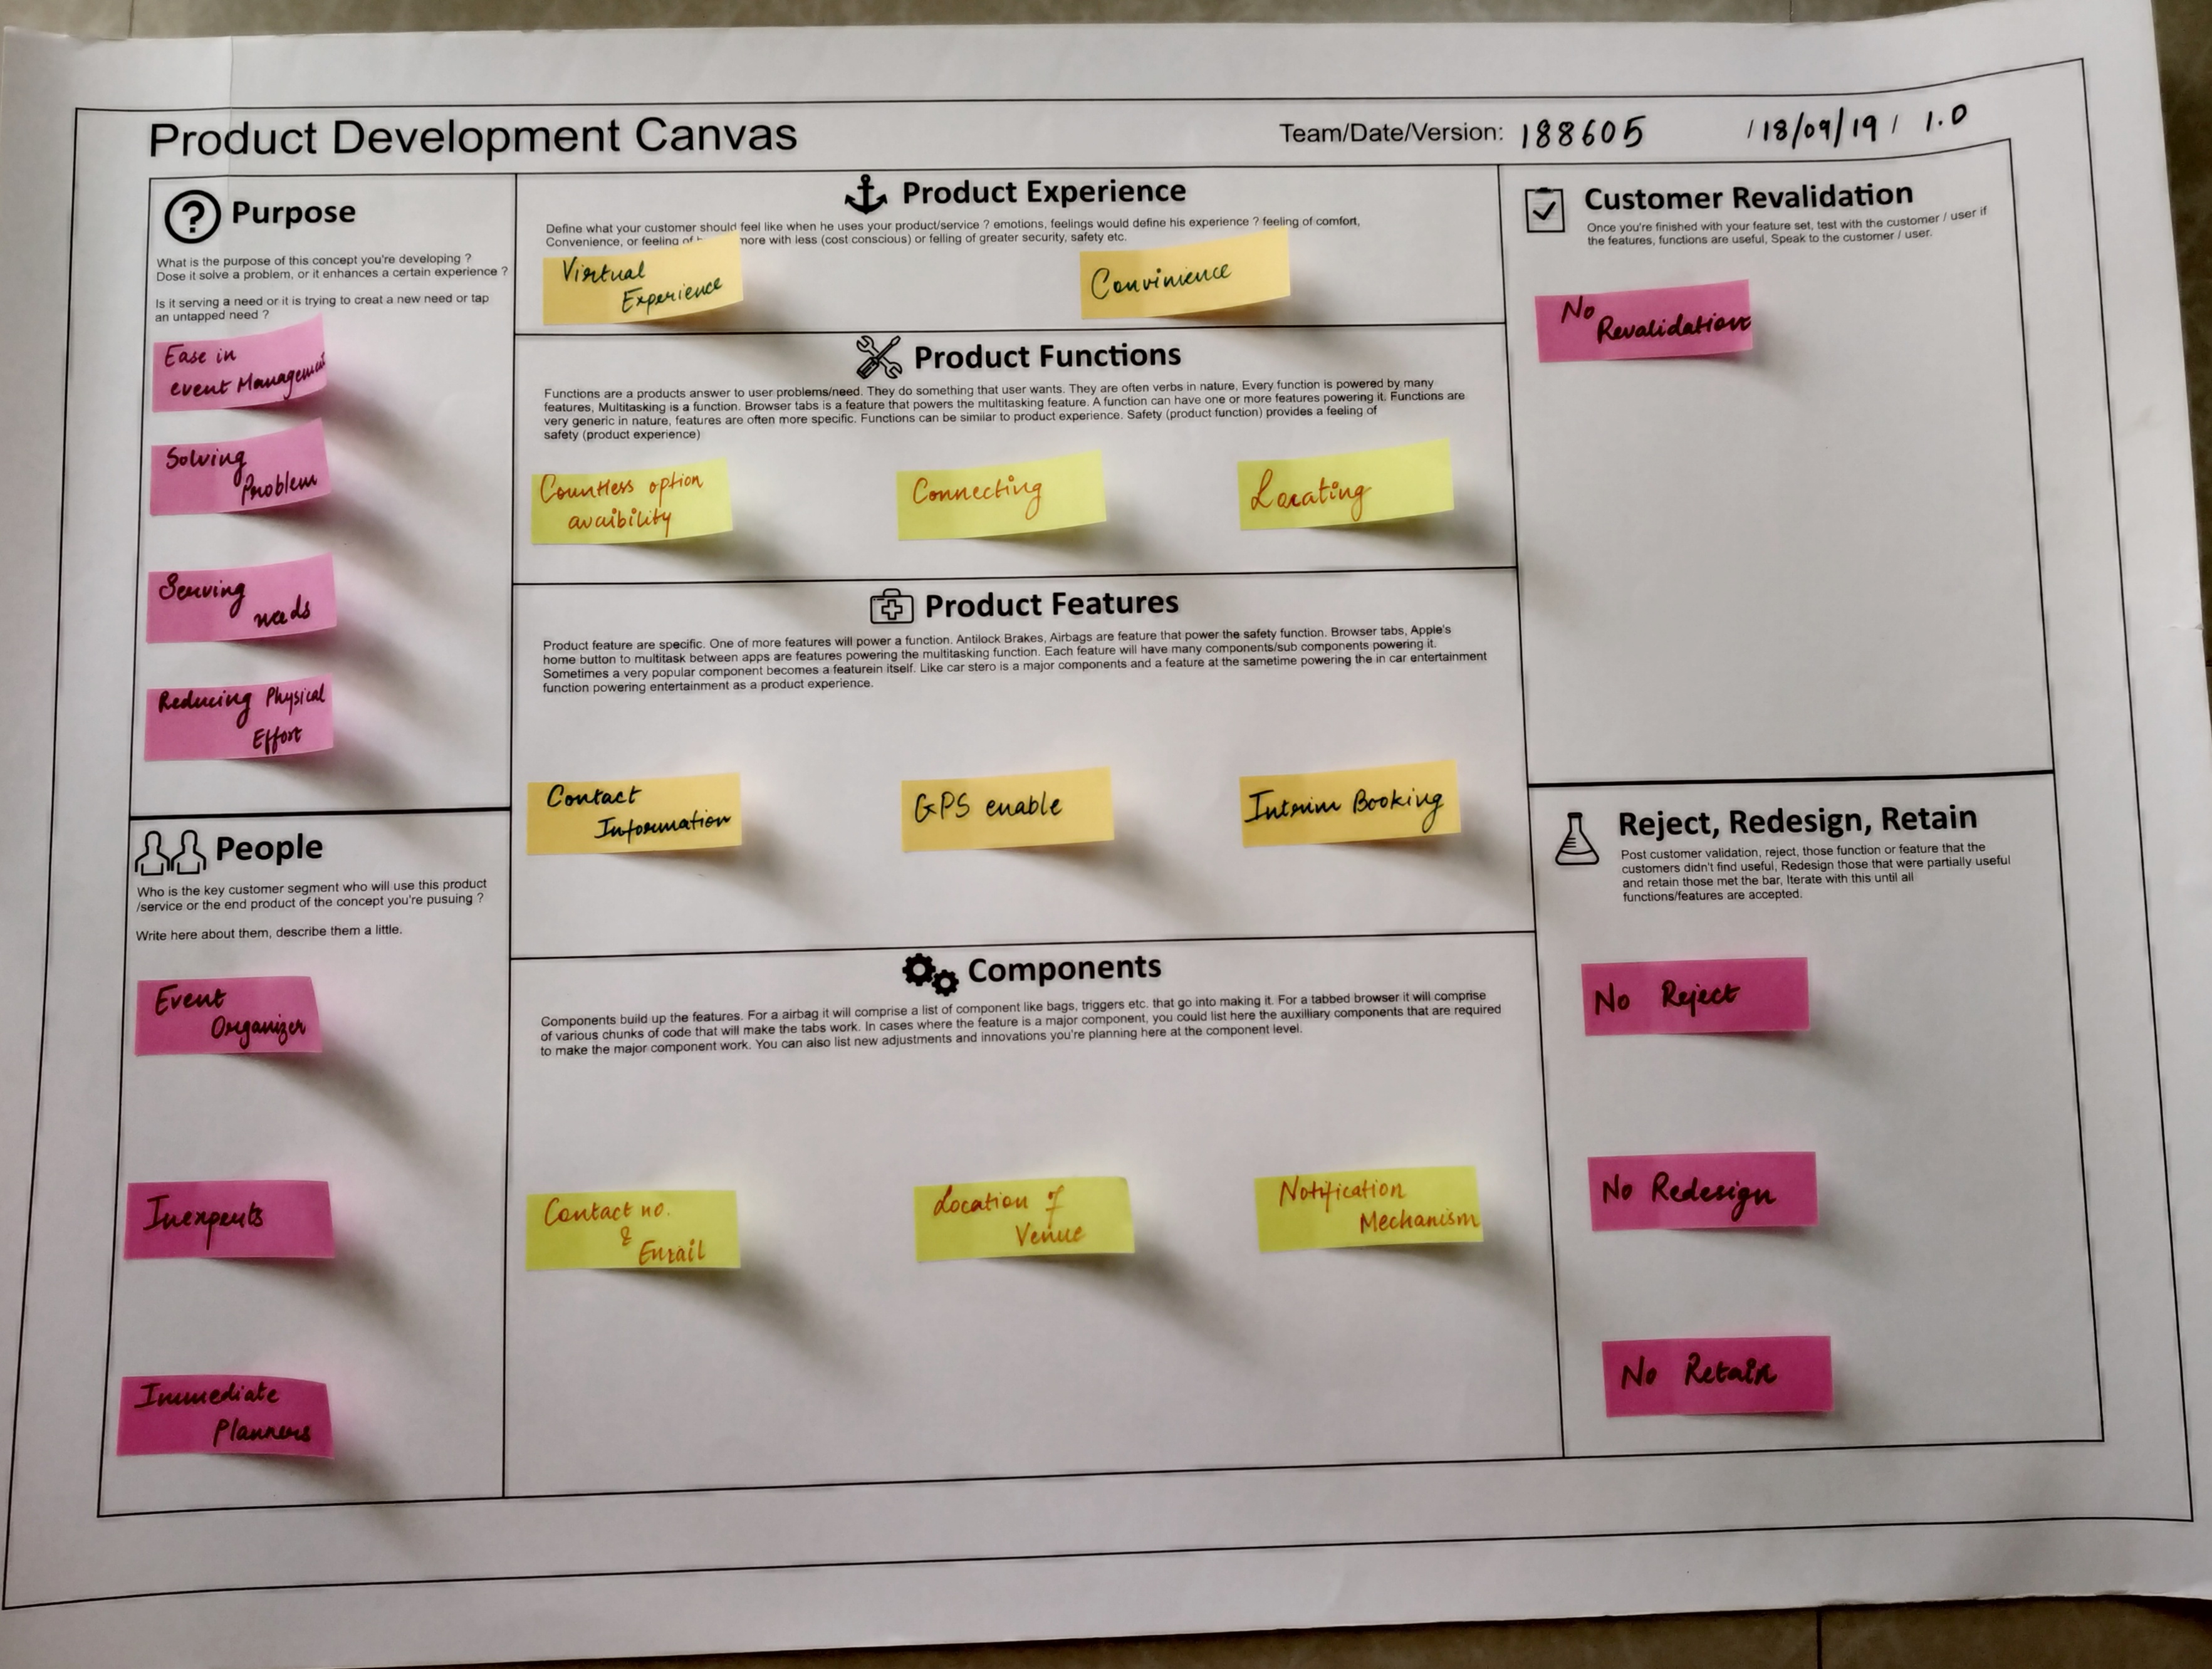 Product Development Canvas
Team/Date/Version: 188605 /18/09/19/ 1.0
Purpose
What is the purpose of this concept you're developing ?
Dose it solve a problem, or it enhances a certain experience ?
Is it serving a need or it is trying to creat a new need or tap
an untapped need ?
Ease in
event Management
Solving
Problem
Serving
needs
Reducing Physical
Effort
People
Who is the key customer segment who will use this product
/service or the end product of the concept you're pusuing ?
Write here about them, describe them a little.
Event
Organizer
Inexperts
Immediate
Planners
Product Experience
Define what your customer should feel like when he uses your product/service ? emotions, feelings would define his experience ? feeling of comfort,
Convenience, or feeling of more with less (cost conscious) or felling of greater security, safety etc.
Virtual
Experience
Convinience
Product Functions
Functions are a products answer to user problems/need. They do something that user wants. They are often verbs in nature, Every function is powered by many
features, Multitasking is a function. Browser tabs is a feature that powers the multitasking feature. A function can have one or more features powering it. Functions are
very generic in nature, features are often more specific. Functions can be similar to product experience. Safety (product function) provides a feeling of
safety (product experience)
Countless option
avaibility
Connecting
Locating
Product Features
Product feature are specific. One of more features will power a function. Antilock Brakes, Airbags are feature that power the safety function. Browser tabs, Apple's
home button to multitask between apps are features powering the multitasking function. Each feature will have many components/sub components powering it.
Sometimes a very popular component becomes a featurein itself. Like car stero is a major components and a feature at the sametime powering the in car entertainment
function powering entertainment as a product experience.
Contact
Information
GPS enable
Interim Booking
Components
Components build up the features. For a airbag it will comprise a list of component like bags, triggers etc. that go into making it. For a tabbed browser it will comprise
of various chunks of code that will make the tabs work. In cases where the feature is a major component, you could list here the auxilliary components that are required
to make the major component work. You can also list new adjustments and innovations you're planning here at the component level.
Contact no.
&
Email
Location of
Venue
Notification
Mechanism
Customer Revalidation
Once you're finished with your feature set, test with the customer / user if
the features, functions are useful, Speak to the customer / user.
No
Revalidation
Reject, Redesign, Retain
Post customer validation, reject, those function or feature that the
customers didn't find useful, Redesign those that were partially useful
and retain those met the bar, Iterate with this until all
functions/features are accepted.
No Reject
No Redesign
No Retain